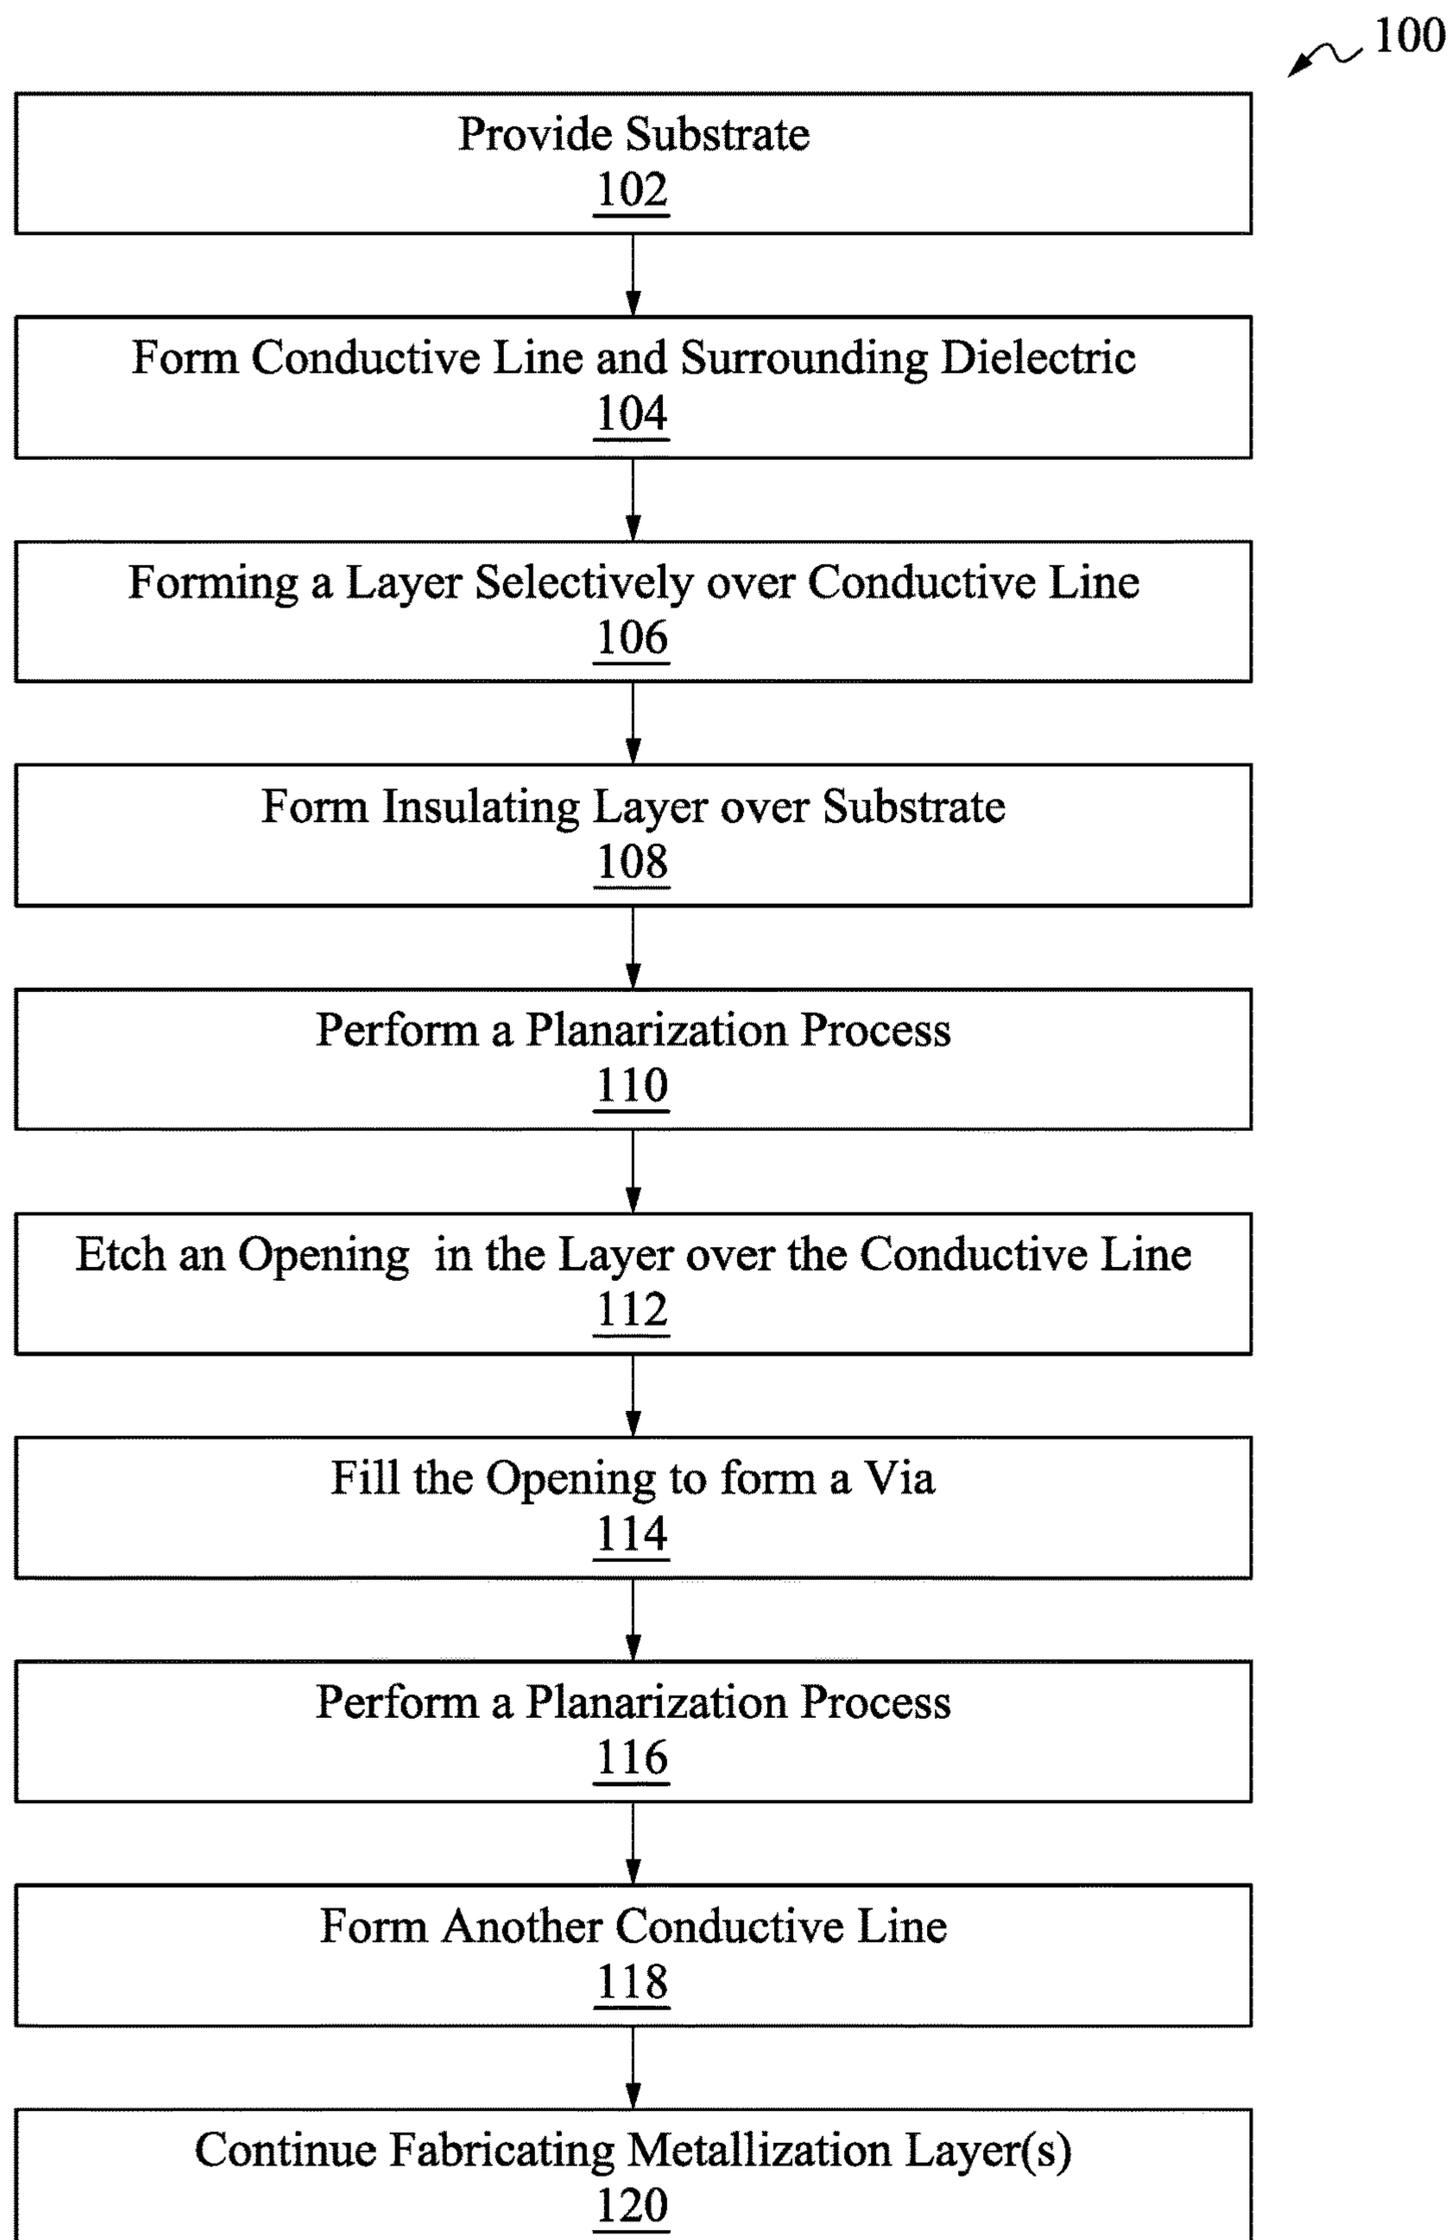 100
Provide Substrate
102
Form Conductive Line and Surrounding Dielectric
104
Forming a Layer Selectively over Conductive Line
106
Form Insulating Layer over Substrate
108
Perform a Planarization Process
110
Etch an Opening  in the Layer over the Conductive Line
112
Fill the Opening to form a Via
114
Perform a Planarization Process
116
Form Another Conductive Line
118
Continue Fabricating Metallization Layer(s)
120